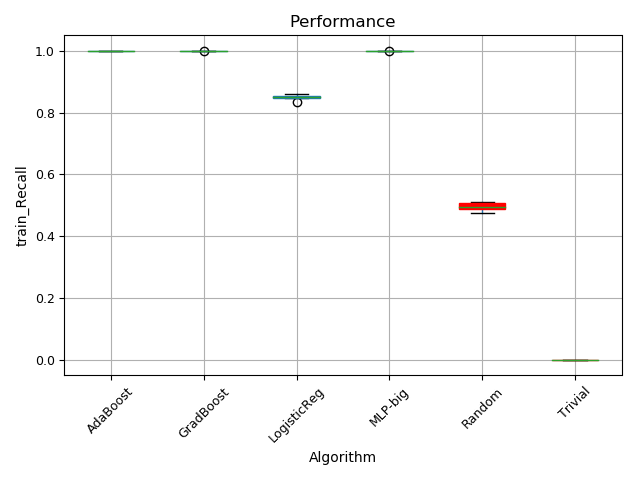 Performance
1.0
0.8
0.6
0.4
0.2
0.0
train_Recall
AdaBoost
GradBoost
LogisticReg
MLP-big
Random
Trivial
Algorithm